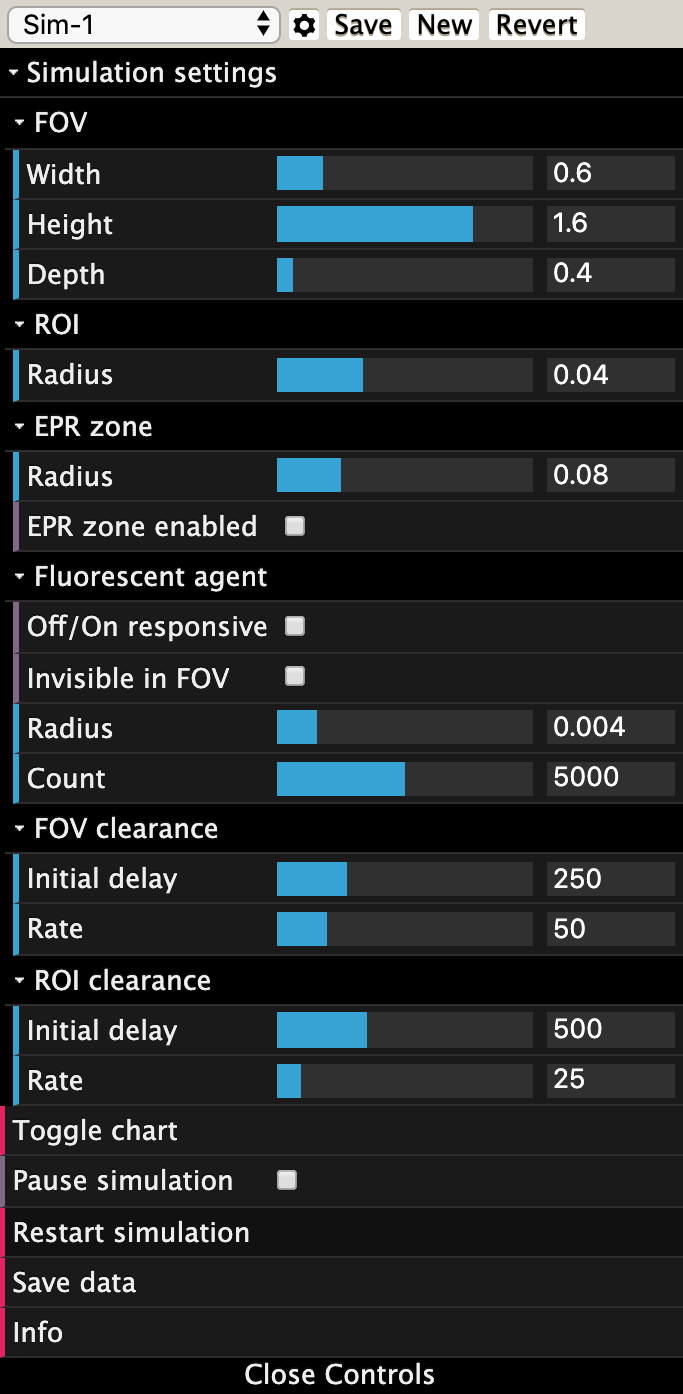 Sim-1 Save New Revert
Simulation settings
FOV
Width 0.6
Height 1.6
Depth 0.4
ROI
Radius 0.04
EPR zone
Radius 0.08
EPR zone enabled
Fluorescent agent
Off/On responsive
Invisible in FOV
Radius 0.004
Count 5000
FOV clearance
Initial delay 250
Rate 50
ROI clearance
Initial delay 500
Rate 25
Toggle chart
Pause simulation
Restart simulation
Save data
Info
Close Controls